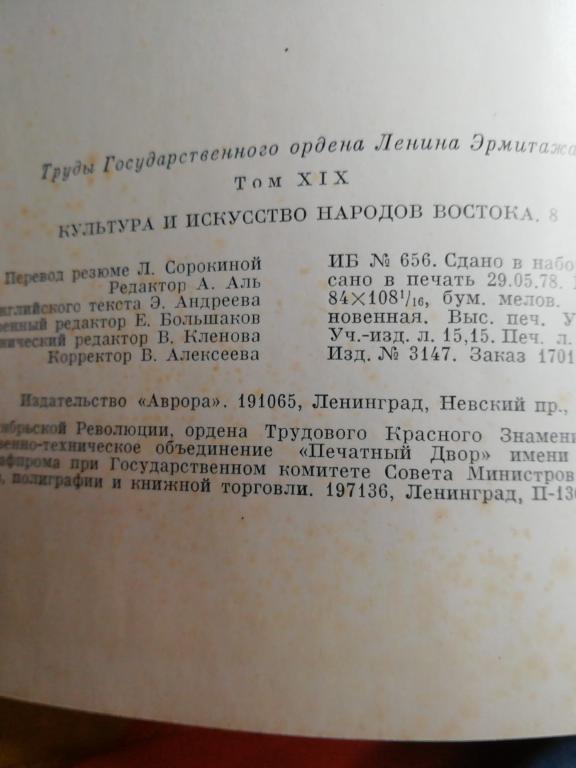 Труды Государственного ордена Ленина Эрмитажа
Том XIX
КУЛЬТУРА И ИСКУССТВО НАРОДОВ ВОСТОКА. 8
Перевод резюме Л. Сорокиной
Редактор А. Аль
нглийского текста Э. Андреева
венный редактор Е. Большаков
нический редактор В. Кленова
Корректор В. Алексеева
ИБ № 656. Сдано в набор
сано в печать 29.05.78.
84×108¹/₁₆, бум. мелов.
новенная. Выс. печ. У
Уч.-изд. л. 15,15. Печ. л.
Изд. № 3147. Заказ 1701
Издательство «Аврора». 191065, Ленинград, Невский пр.,
ябрьской Революции, ордена Трудового Красного Знамени
венно-техническое объединение «Печатный Двор» имени
афпрома при Государственном комитете Совета Министров
полиграфии и книжной торговли. 197136, Ленинград, П-136